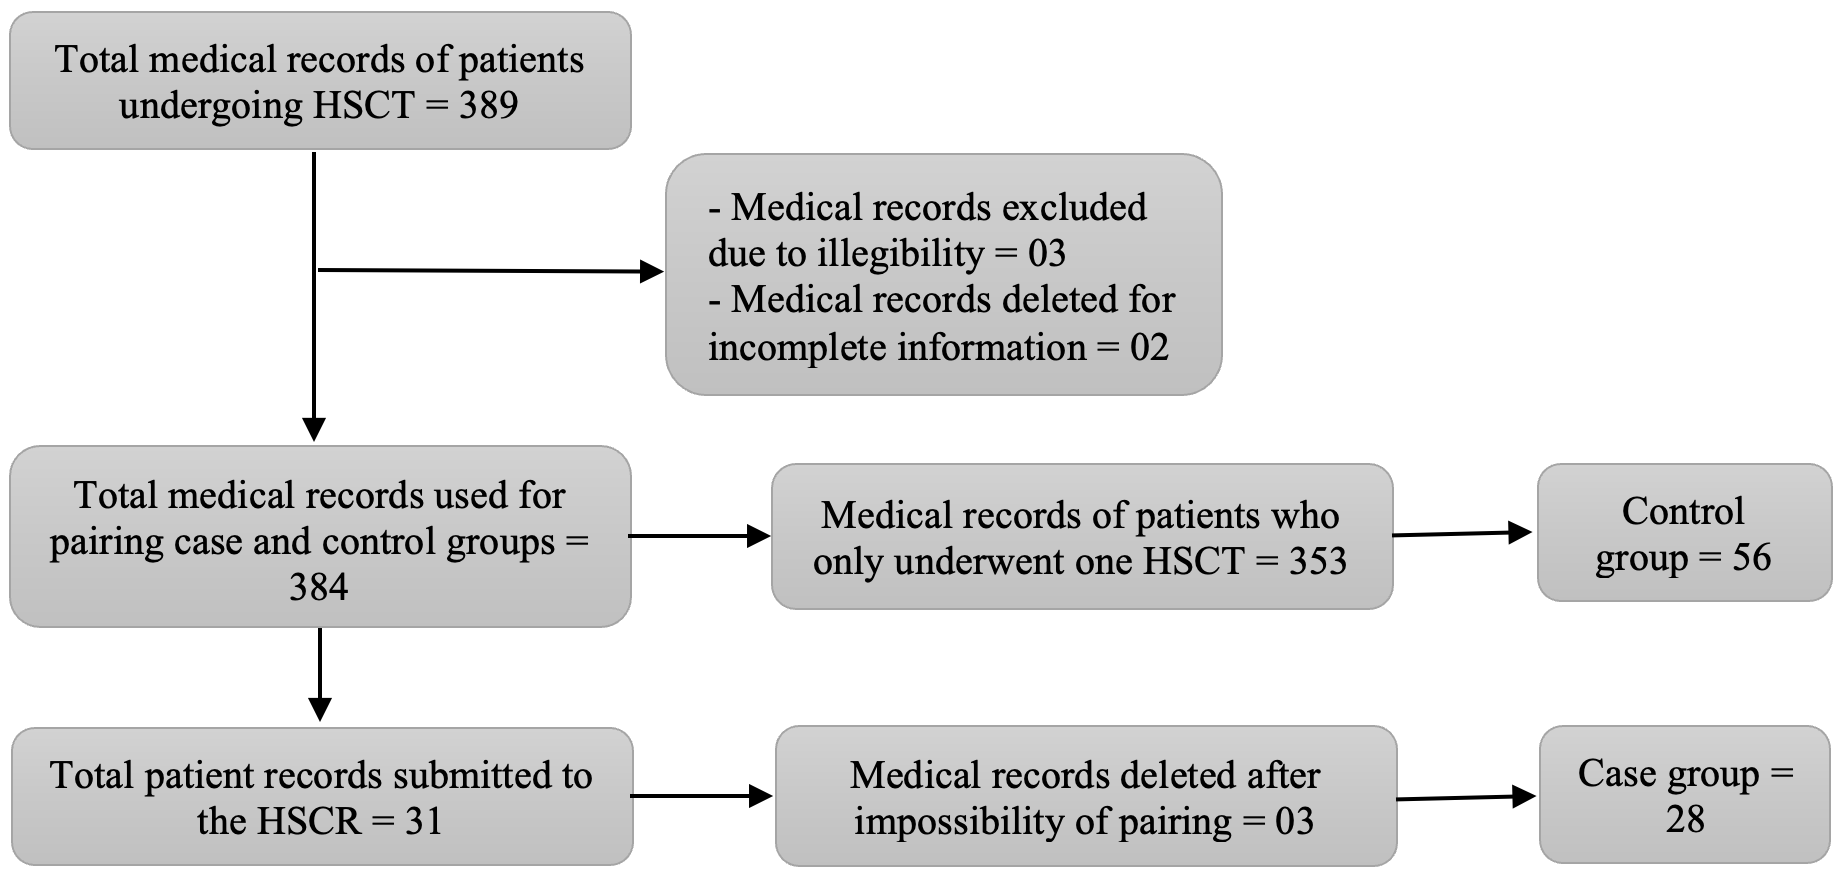 Total medical records of patients
undergoing HSCT = 389
- Medical records excluded
due to illegibility = 03
- Medical records deleted for
incomplete information = 02
Total medical records used for
pairing case and control groups =
384
Medical records of patients who
only underwent one HSCT = 353
Control
group = 56
Total patient records submitted to
the HSCR = 31
Medical records deleted after
impossibility of pairing = 03
Case group =
28